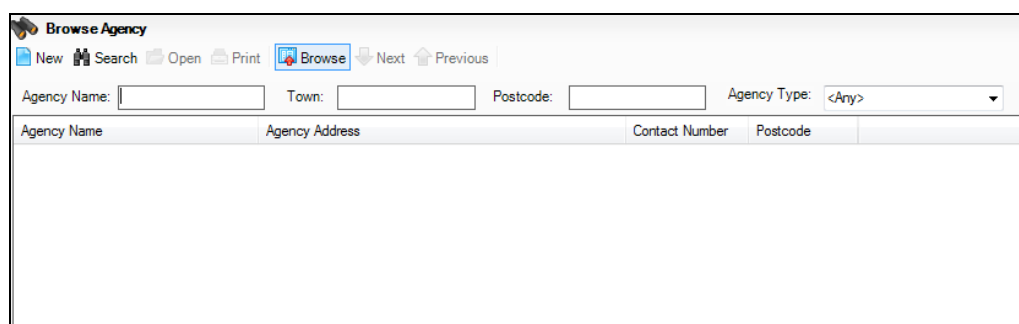 Browse Agency
New Search Open Print Browse Next Previous
Agency Name: Town: Postcode: Agency Type: <Any>
Agency Name Agency Address Contact Number Postcode